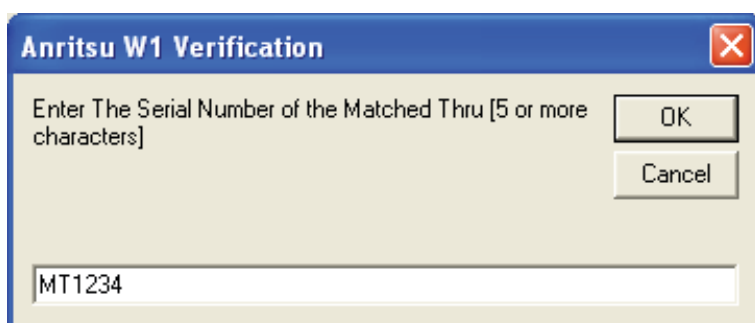 Anritsu W1 Verification
Enter The Serial Number of the Matched Thru [5 or more
characters]
OK
Cancel
MT1234